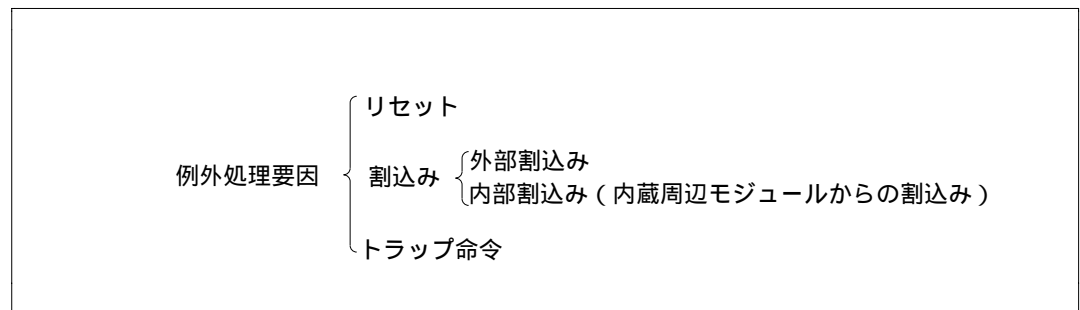 リセット
例外処理要因
割込み
外部割込み
内部割込み（内蔵周辺モジュールからの割込み）
トラップ命令